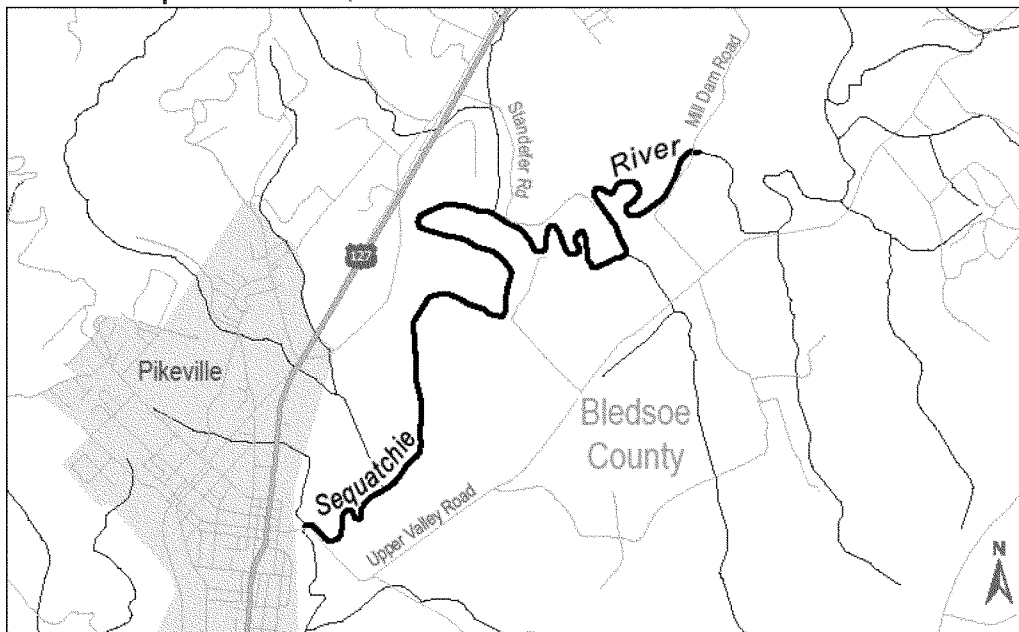 Mill Dam Road
Standefer Rd
River
127
Pikeville
Bledsoe
County
Sequatchie
Upper Valley Road
N